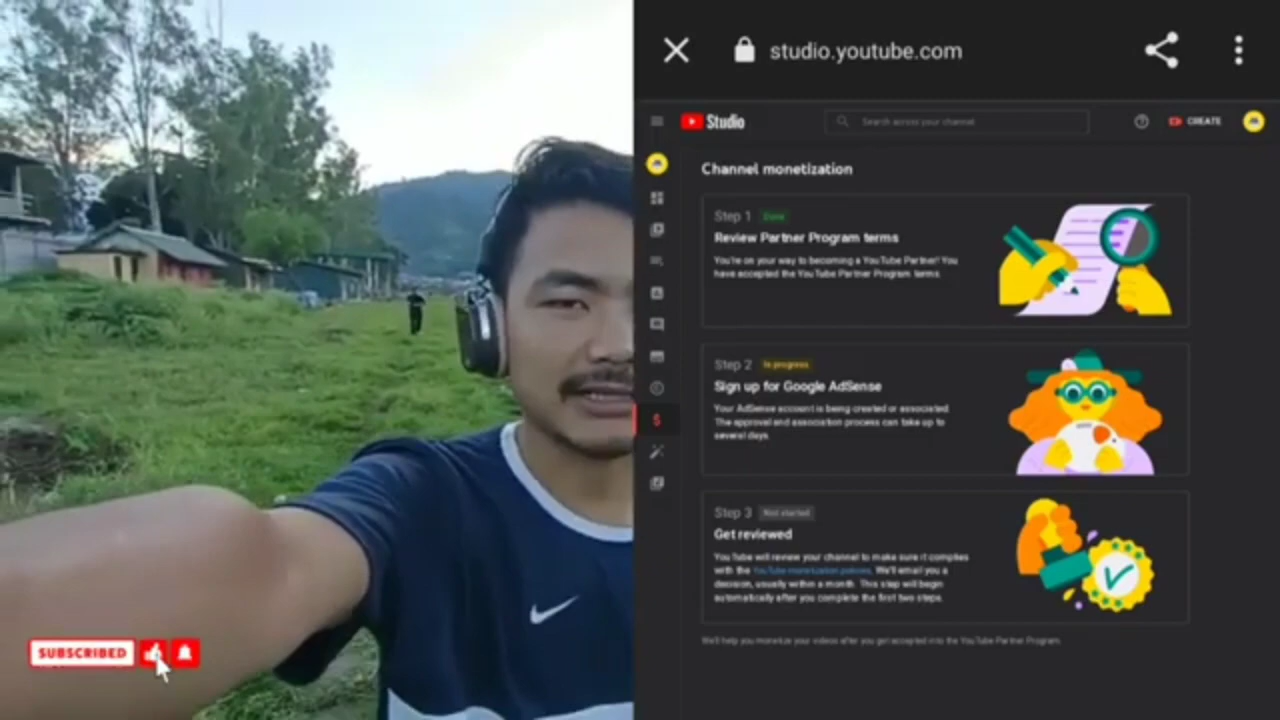 SUBSCRIBED
studio.youtube.com
Studio
Search across your channel
CREATE
Channel monetization
Step 1 Done
Review Partner Program terms
You're on your way to becoming a YouTube Partner! You
have accepted the YouTube Partner Program terms.
Step 2 In progress
Sign up for Google AdSense
Your AdSense account is being created or associated.
The approval and association process can take up to
several days.
Step 3 Not started
Get reviewed
YouTube will review your channel to make sure it complies
with the YouTube monetization policies. We'll email you a
decision, usually within a month. This step will begin
automatically after you complete the first two steps.
We'll help you monetize your videos after you get accepted into the YouTube Partner Program.